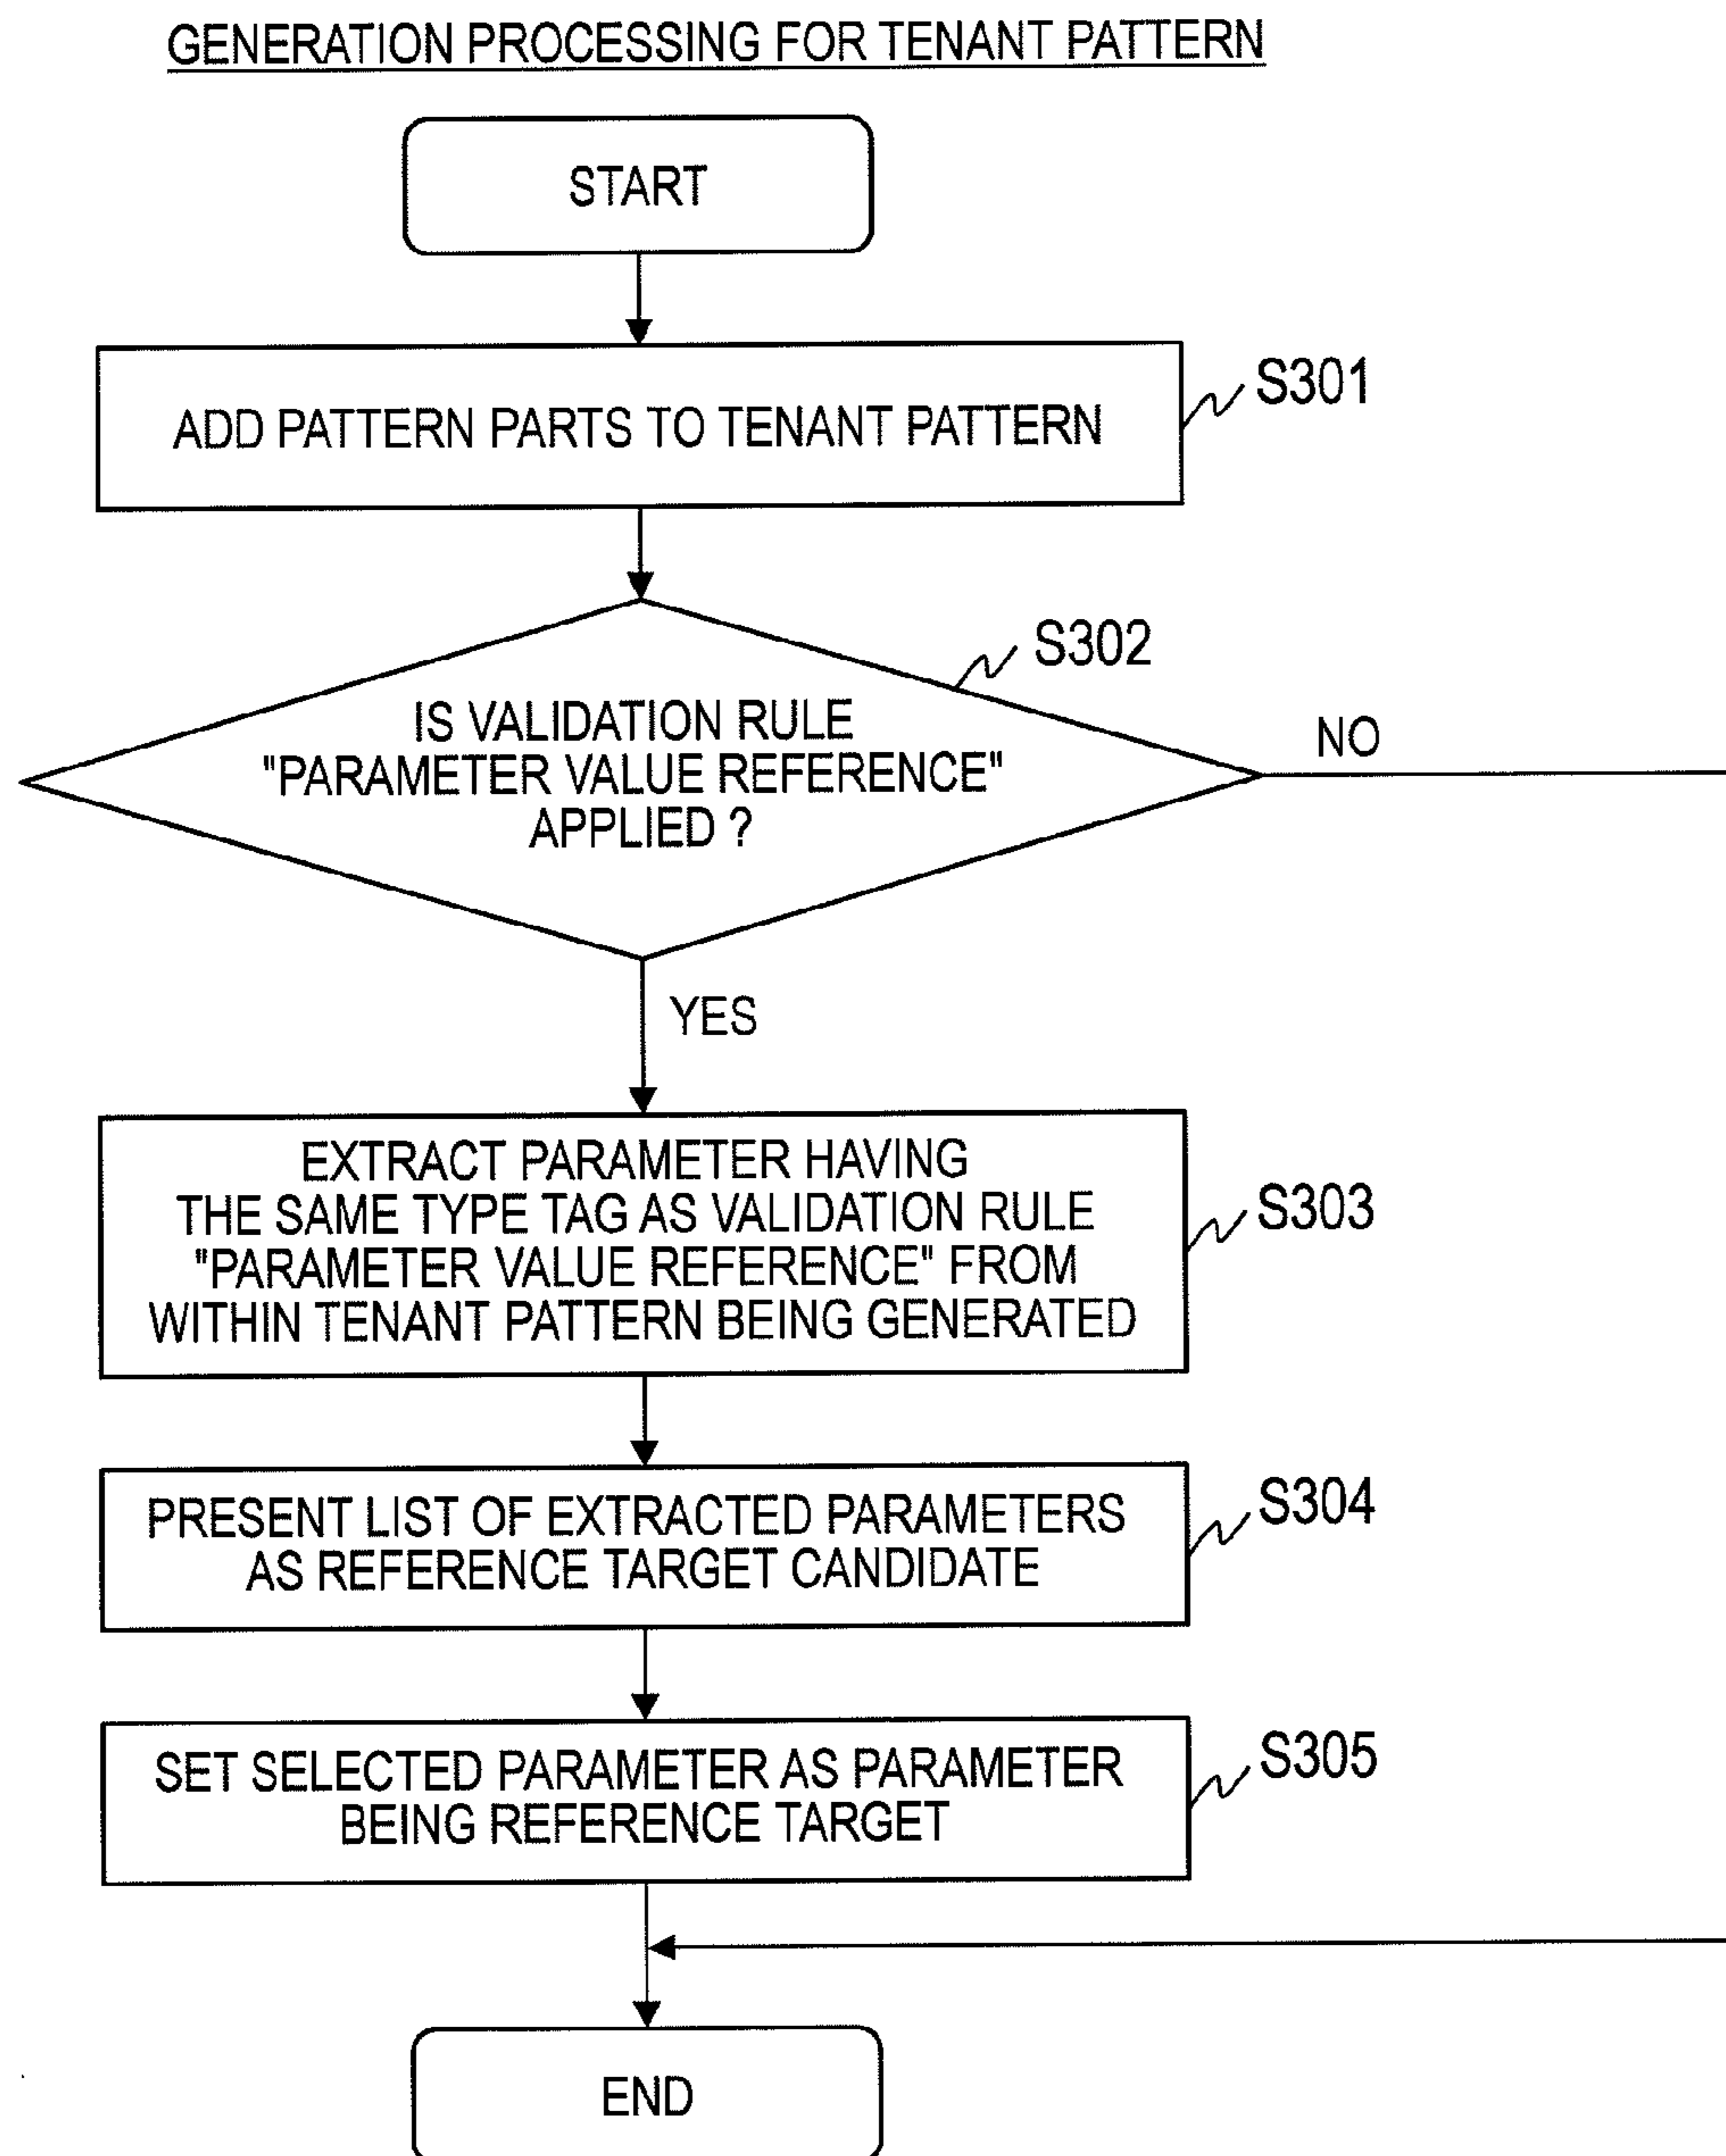 GENERATION PROCESSING FOR TENANT PATTERN
START
ADD PATTERN PARTS TO TENANT PATTERN
S301
S302
IS VALIDATION RULE
"PARAMETER VALUE REFERENCE"
APPLIED ?
NO
YES
EXTRACT PARAMETER HAVING
THE SAME TYPE TAG AS VALIDATION RULE
"PARAMETER VALUE REFERENCE" FROM
WITHIN TENANT PATTERN BEING GENERATED
S303
PRESENT LIST OF EXTRACTED PARAMETERS
AS REFERENCE TARGET CANDIDATE
S304
SET SELECTED PARAMETER AS PARAMETER
BEING REFERENCE TARGET
S305
END